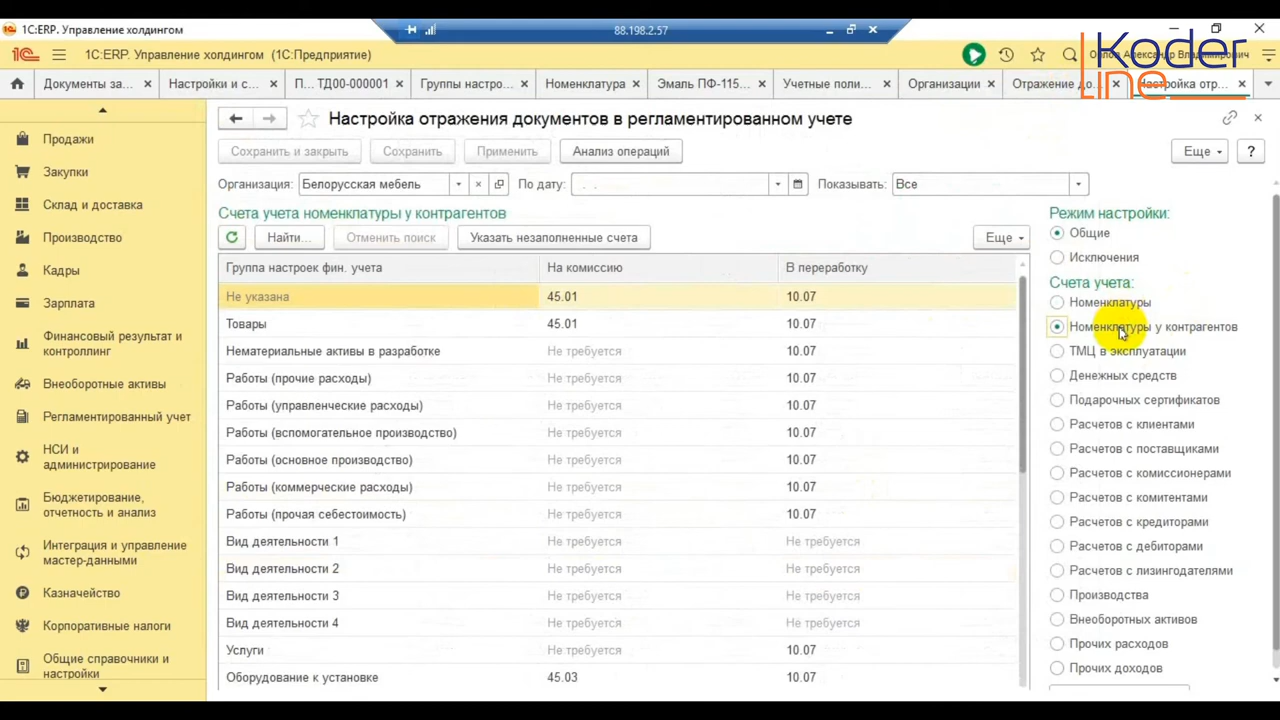 1С:ERP. Управление холдингом
88.198.2.57
1С:ERP. Управление холдингом (1С:Предприятие)
Орлов Александр Владимирович
Koder
Line
Документы за...
Настройки и с...
П... ТД00-000001
Группы настро...
Номенклатура
Эмаль ПФ-115...
Учетные поли...
Организации
Отражение до...
Настройка отр...
Продажи
Закупки
Склад и доставка
Производство
Кадры
Зарплата
Финансовый результат и
контроллинг
Внеоборотные активы
Регламентированный учет
НСИ и
администрирование
Бюджетирование,
отчетность и анализ
Интеграция и управление
мастер-данными
Казначейство
Корпоративные налоги
Общие справочники и
настройки
Настройка отражения документов в регламентированном учете
Сохранить и закрыть
Сохранить
Применить
Анализ операций
Еще
?
Организация:
Белорусская мебель
По дату:
. .
Показывать:
Все
Счета учета номенклатуры у контрагентов
Найти...
Отменить поиск
Указать незаполненные счета
Еще
Группа настроек фин. учета На комиссию В переработку
Не указана 45.01 10.07
Товары 45.01 10.07
Нематериальные активы в разработке Не требуется 10.07
Работы (прочие расходы) Не требуется 10.07
Работы (управленческие расходы) Не требуется 10.07
Работы (вспомогательное производство) Не требуется 10.07
Работы (основное производство) Не требуется 10.07
Работы (коммерческие расходы) Не требуется 10.07
Работы (прочая себестоимость) Не требуется 10.07
Вид деятельности 1 Не требуется Не требуется
Вид деятельности 2 Не требуется Не требуется
Вид деятельности 3 Не требуется Не требуется
Вид деятельности 4 Не требуется Не требуется
Услуги Не требуется 10.07
Оборудование к установке 45.03 10.07
Режим настройки:
Общие
Исключения
Счета учета:
Номенклатуры
Номенклатуры у контрагентов
ТМЦ в эксплуатации
Денежных средств
Подарочных сертификатов
Расчетов с клиентами
Расчетов с поставщиками
Расчетов с комиссионерами
Расчетов с комитентами
Расчетов с кредиторами
Расчетов с дебиторами
Расчетов с лизингодателями
Производства
Внеоборотных активов
Прочих расходов
Прочих доходов